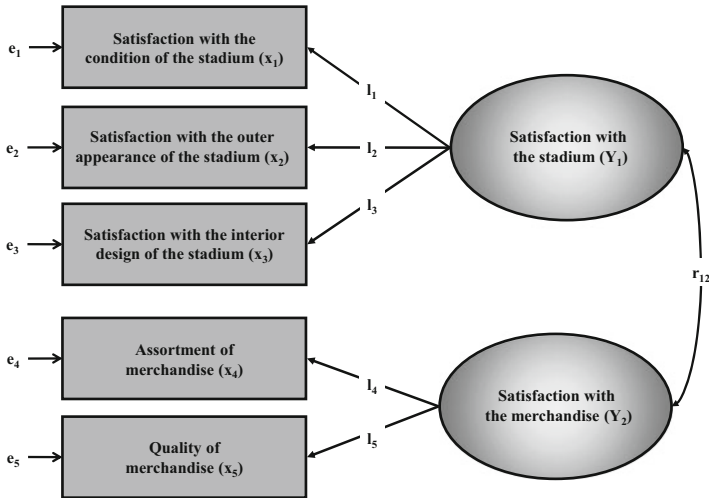 e₁
Satisfaction with the
condition of the stadium (x₁)
l₁
e₂
Satisfaction with the outer
appearance of the stadium (x₂)
l₂
Satisfaction with
the stadium (Y₁)
e₃
Satisfaction with the interior
design of the stadium (x₃)
l₃
r₁₂
e₄
Assortment of
merchandise (x₄)
l₄
Satisfaction with
the merchandise (Y₂)
e₅
Quality of
merchandise (x₅)
l₅